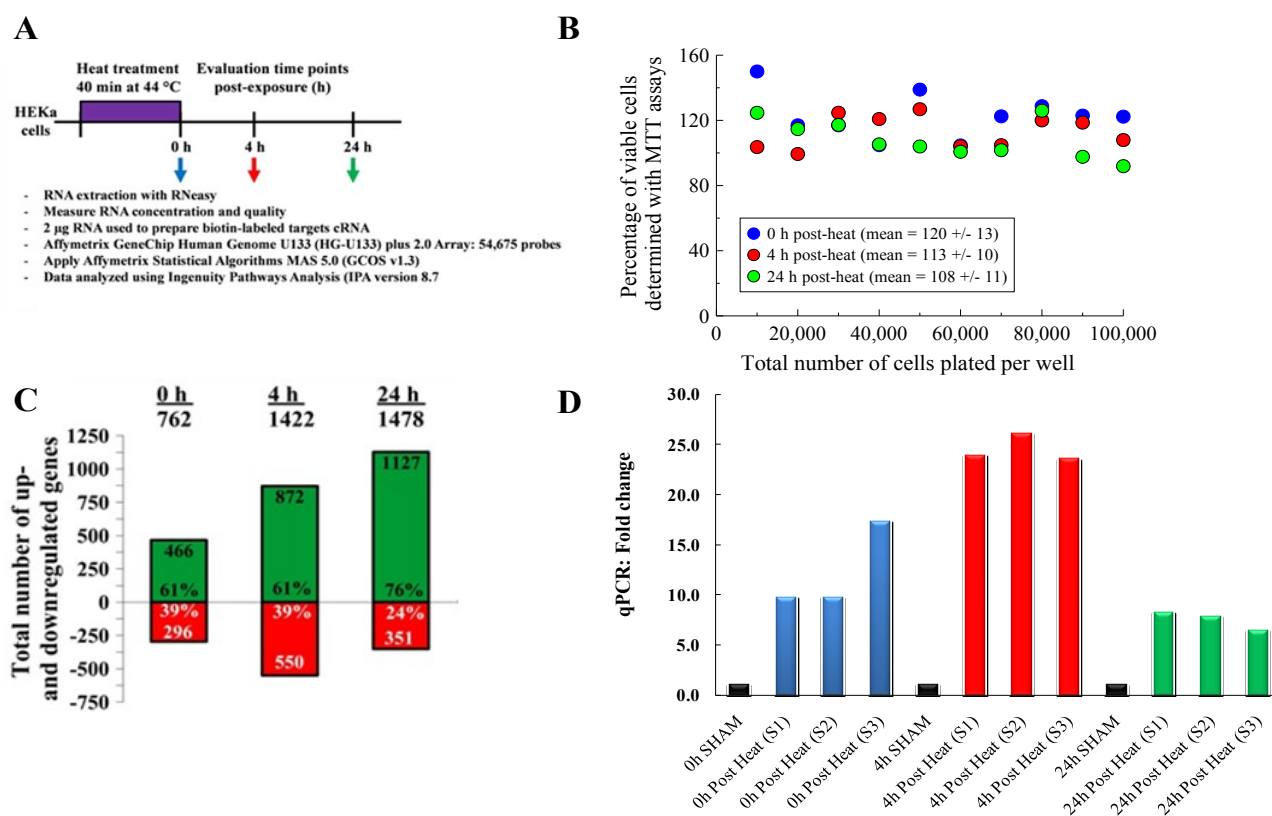 A
Heat treatment
40 min at 44 °C
Evaluation time points
post-exposure (h)
HEKa
cells
0 h
4 h
24 h
- RNA extraction with RNeasy
- Measure RNA concentration and quality
- 2 µg RNA used to prepare biotin-labeled targets cRNA
- Affymetrix GeneChip Human Genome U133 (HG-U133) plus 2.0 Array: 54,675 probes
- Apply Affymetrix Statistical Algorithms MAS 5.0 (GCOS v1.3)
- Data analyzed using Ingenuity Pathways Analysis (IPA version 8.7
B
Percentage of viable cells
determined with MTT assays
160
120
80
40
0
0 h post-heat (mean = 120 +/- 13)
4 h post-heat (mean = 113 +/- 10)
24 h post-heat (mean = 108 +/- 11)
0
20,000
40,000
60,000
80,000
100,000
Total number of cells plated per well
C
0 h
762
4 h
1422
24 h
1478
Total number of up-
and downregulated genes
1250
1000
750
500
250
0
-250
-500
-750
466
61%
39%
296
872
61%
39%
550
1127
76%
24%
351
D
qPCR: Fold change
30.0
25.0
20.0
15.0
10.0
5.0
0.0
0h SHAM
0h Post Heat (S1)
0h Post Heat (S2)
0h Post Heat (S3)
4h SHAM
4h Post Heat (S1)
4h Post Heat (S2)
4h Post Heat (S3)
24h SHAM
24h Post Heat (S1)
24h Post Heat (S2)
24h Post Heat (S3)